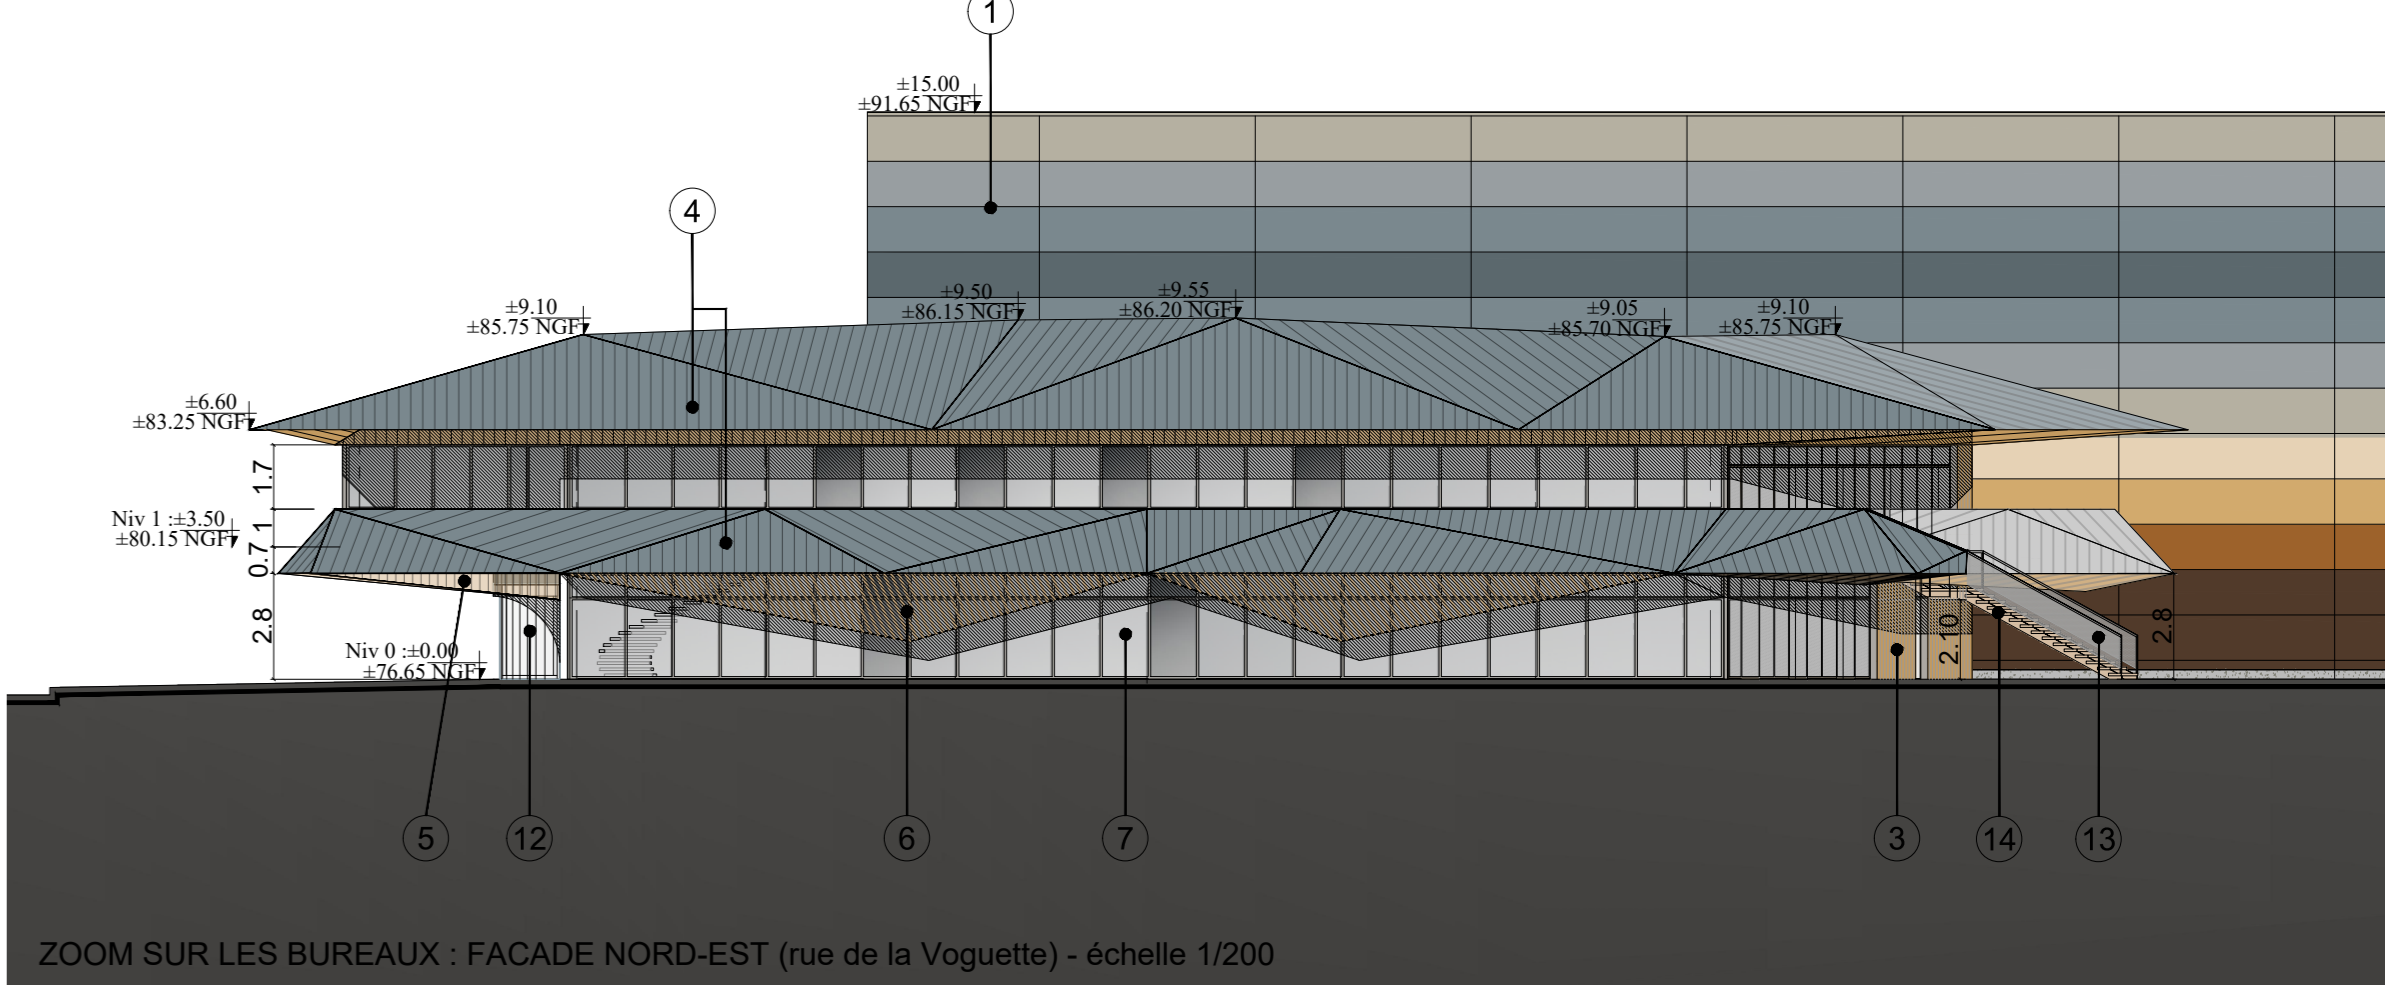 1
±15.00
±91.65 NGF
4
±9.10
±85.75 NGF
±9.50
±86.15 NGF
±9.55
±86.20 NGF
±9.05
±85.70 NGF
±9.10
±85.75 NGF
±6.60
±83.25 NGF
1.7
Niv 1 :±3.50
±80.15 NGF
1
0.7
2.8
Niv 0 :±0.00
±76.65 NGF
2.10
2.8
5
12
6
7
3
14
13
ZOOM SUR LES BUREAUX : FACADE NORD-EST (rue de la Voguette) - échelle 1/200